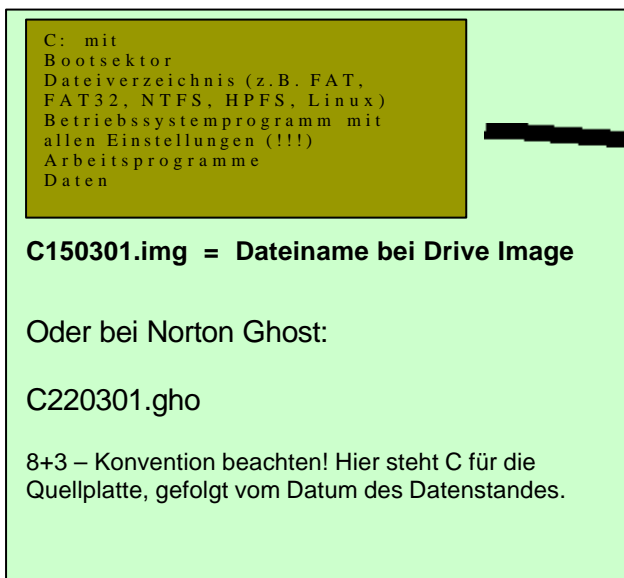 C: mit
Bootsektor
Dateiverzeichnis (z.B. FAT,
FAT32, NTFS, HPFS, Linux)
Betriebssystemprogramm mit
allen Einstellungen (!!!)
Arbeitsprogramme
Daten
C150301.img = Dateiname bei Drive Image
Oder bei Norton Ghost:
C220301.gho
8+3 – Konvention beachten! Hier steht C für die
Quellplatte, gefolgt vom Datum des Datenstandes.